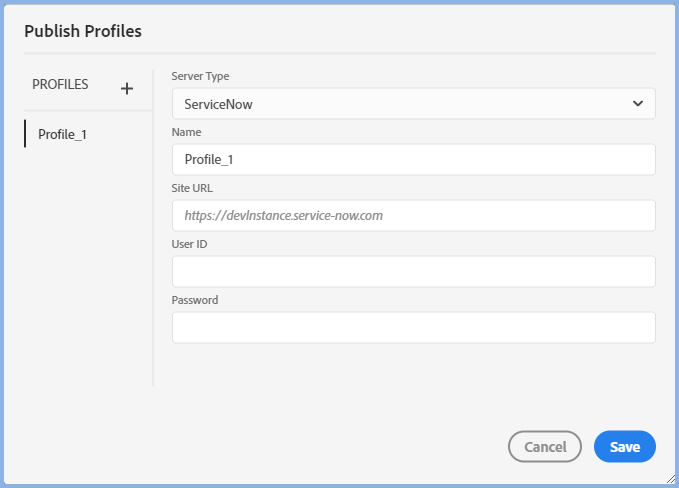 Publish Profiles
PROFILES +
Profile_1
Server Type
ServiceNow
Name
Profile_1
Site URL
https://devInstance.service-now.com
User ID
Password
Cancel
Save